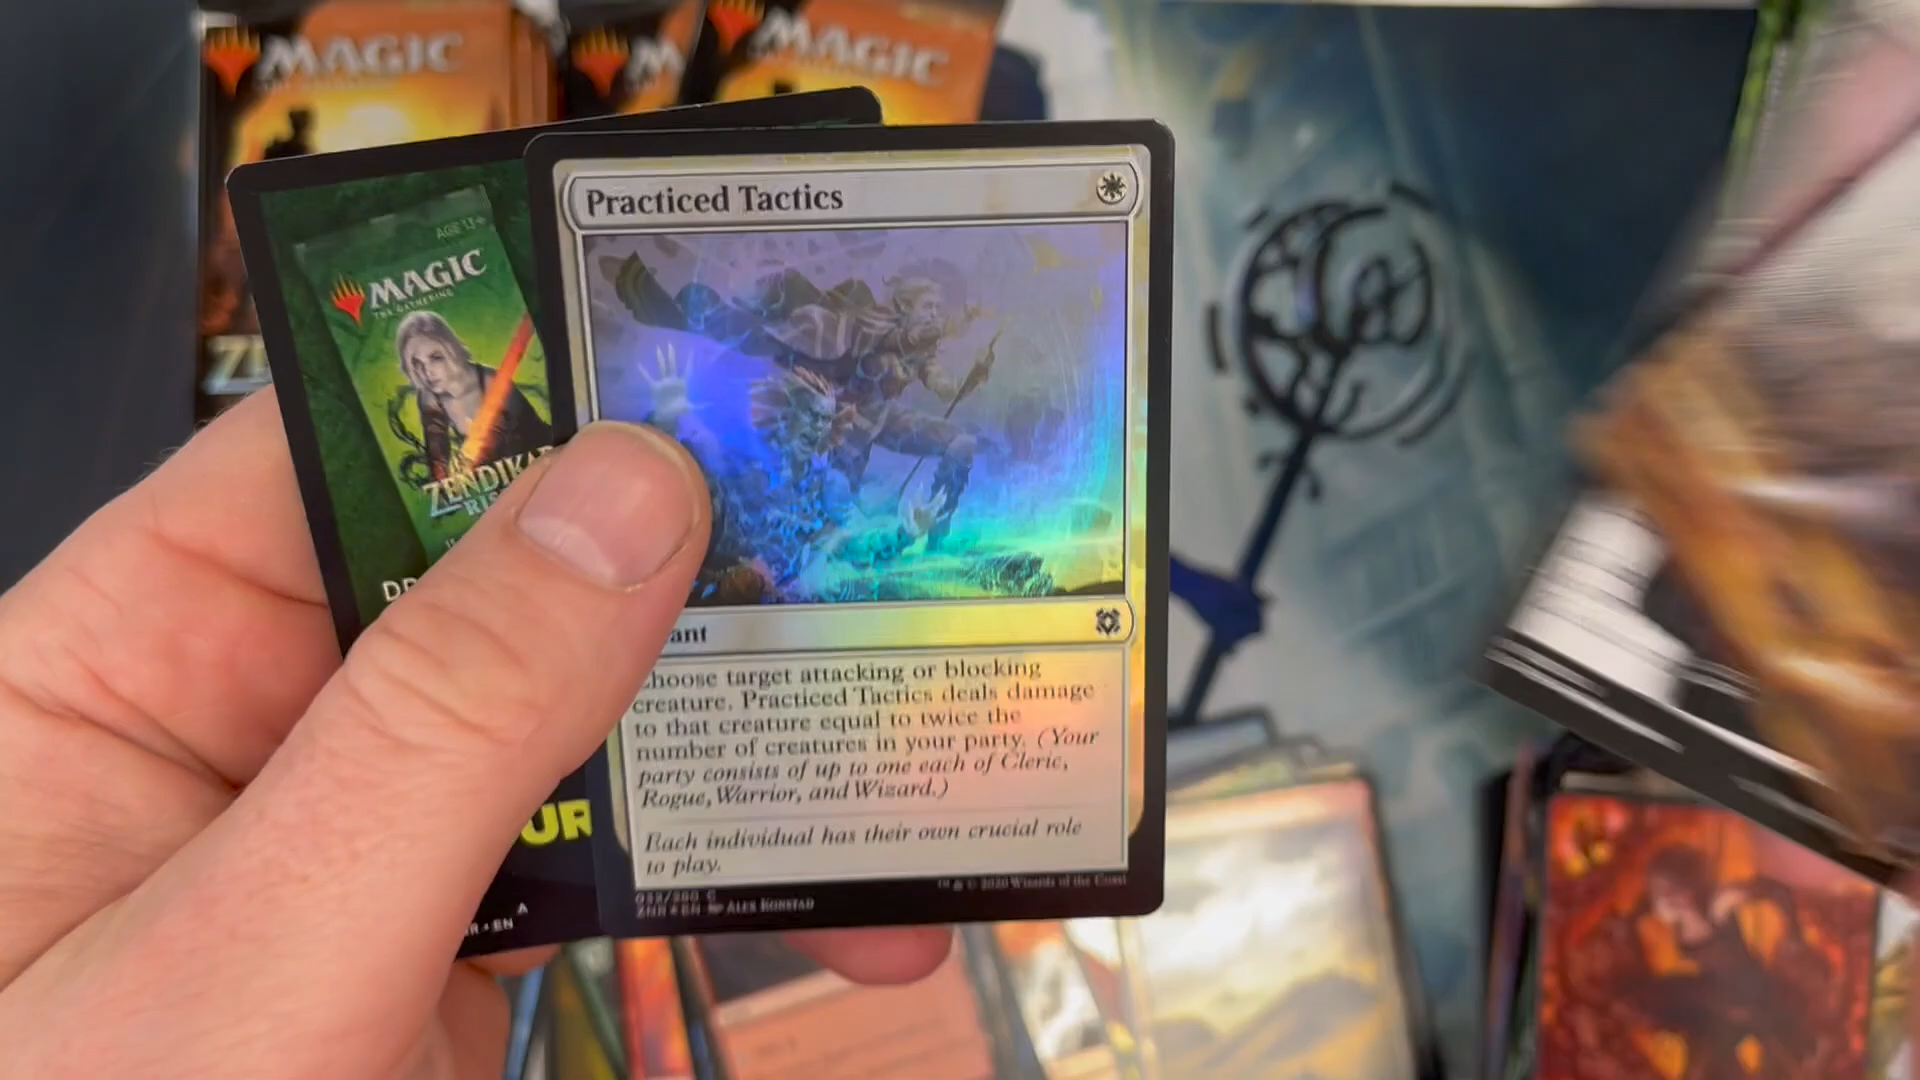 MAGIC
MAGIC
AGE 13+
MAGIC
THE GATHERING
Practiced Tactics
choose target attacking or blocking
creature. Practiced Tactics deals damage
to that creature equal to twice the
number of creatures in your party. (Your
party consists of up to one each of Cleric,
Rogue, Warrior, and Wizard.)
Each individual has their own crucial role
to play.
ZNR EN ALEX KONSTAD
™ & © 2020 Wizards of the Coast